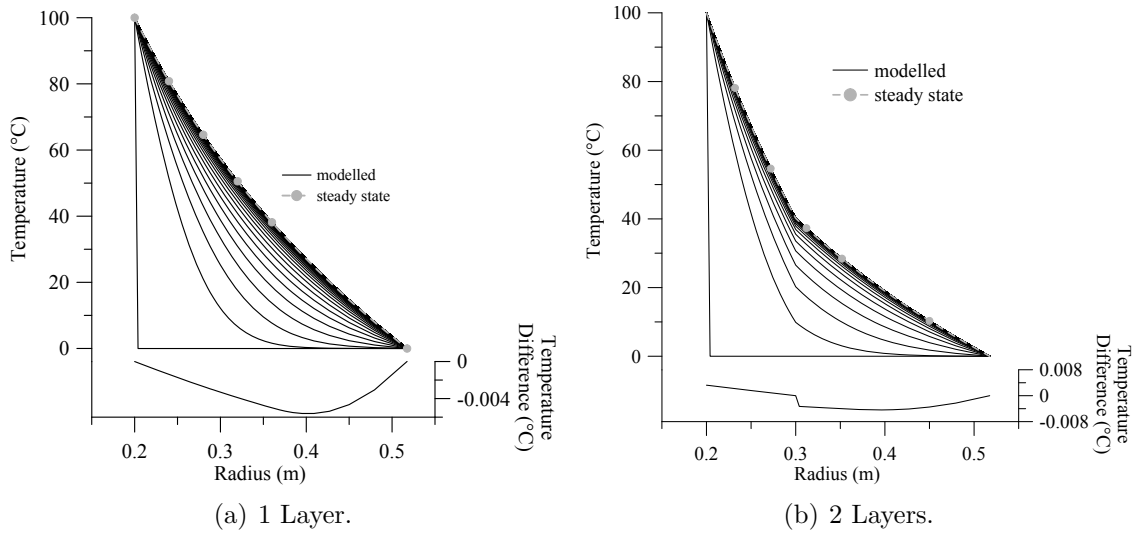 100
80
60
40
20
0
Temperature (°C)
modelled
steady state
0
-0.004
Temperature
Difference (°C)
0.2
0.3
0.4
0.5
Radius (m)
(a) 1 Layer.
100
80
60
40
20
0
Temperature (°C)
modelled
steady state
0.008
0
-0.008
Temperature
Difference (°C)
0.2
0.3
0.4
0.5
Radius (m)
(b) 2 Layers.